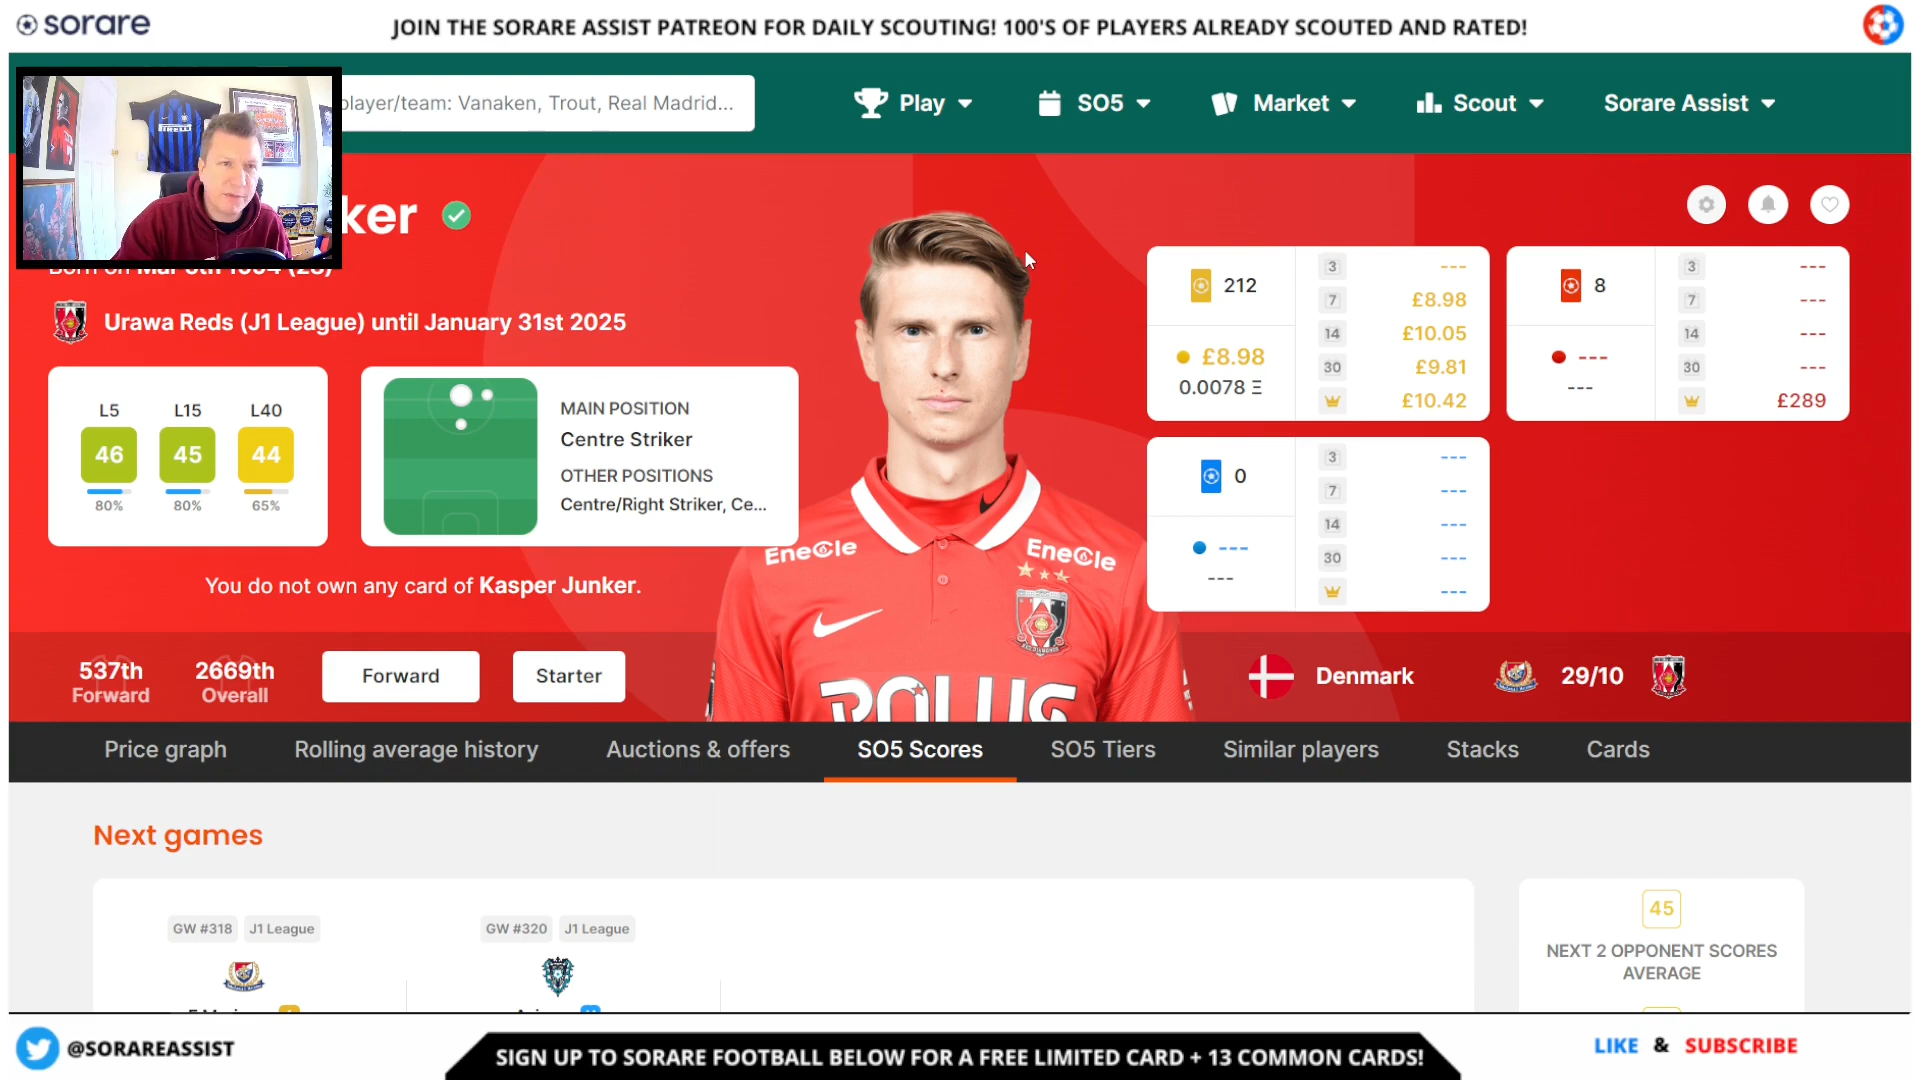 sorare
JOIN THE SORARE ASSIST PATREON FOR DAILY SCOUTING! 100'S OF PLAYERS ALREADY SCOUTED AND RATED!
player/team: Vanaken, Trout, Real Madrid...
Play
SO5
Market
Scout
Sorare Assist
PIRELLI
ker
Urawa Reds (J1 League) until January 31st 2025
L5 L15 L40
46 45 44
80% 80% 65%
MAIN POSITION
Centre Striker
OTHER POSITIONS
Centre/Right Striker, Ce...
You do not own any card of Kasper Junker.
EneCle
EneCle
POLUS
212
£8.98
0.0078 Ξ
3 ---
7 £8.98
14 £10.05
30 £9.81
£10.42
8
---
---
3 ---
7 ---
14 ---
30 ---
£289
0
---
---
3 ---
7 ---
14 ---
30 ---
---
537th
Forward
2669th
Overall
Forward
Starter
Denmark
29/10
Price graph
Rolling average history
Auctions & offers
SO5 Scores
SO5 Tiers
Similar players
Stacks
Cards
Next games
GW #318 J1 League
GW #320 J1 League
45
NEXT 2 OPPONENT SCORES
AVERAGE
@SORAREASSIST
SIGN UP TO SORARE FOOTBALL BELOW FOR A FREE LIMITED CARD + 13 COMMON CARDS!
LIKE & SUBSCRIBE